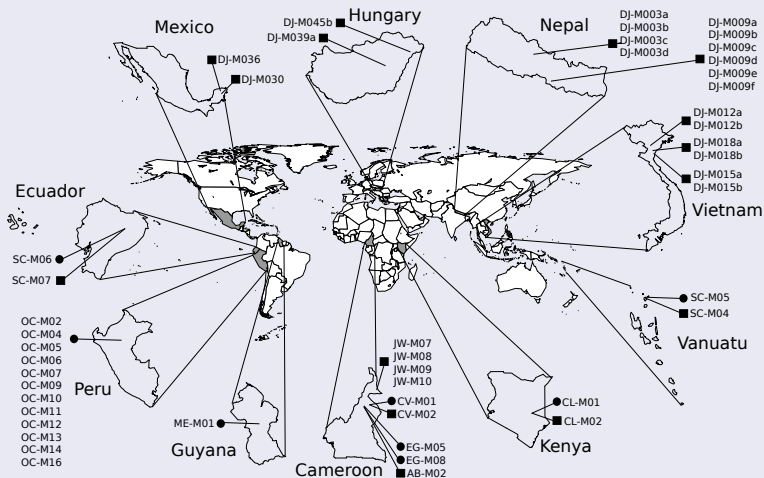 Mexico
DJ-M036
DJ-M030
Hungary
DJ-M045b
DJ-M039a
Nepal
DJ-M003a
DJ-M003b
DJ-M003c
DJ-M003d
DJ-M009a
DJ-M009b
DJ-M009c
DJ-M009d
DJ-M009e
DJ-M009f
DJ-M012a
DJ-M012b
DJ-M018a
DJ-M018b
DJ-M015a
DJ-M015b
Vietnam
Ecuador
SC-M06
SC-M07
SC-M05
SC-M04
Vanuatu
OC-M02
OC-M04
OC-M05
OC-M06
OC-M07
OC-M09
OC-M10
OC-M11
OC-M12
OC-M13
OC-M14
OC-M16
Peru
ME-M01
Guyana
JW-M07
JW-M08
JW-M09
JW-M10
CV-M01
CV-M02
EG-M05
EG-M08
AB-M02
Cameroon
CL-M01
CL-M02
Kenya